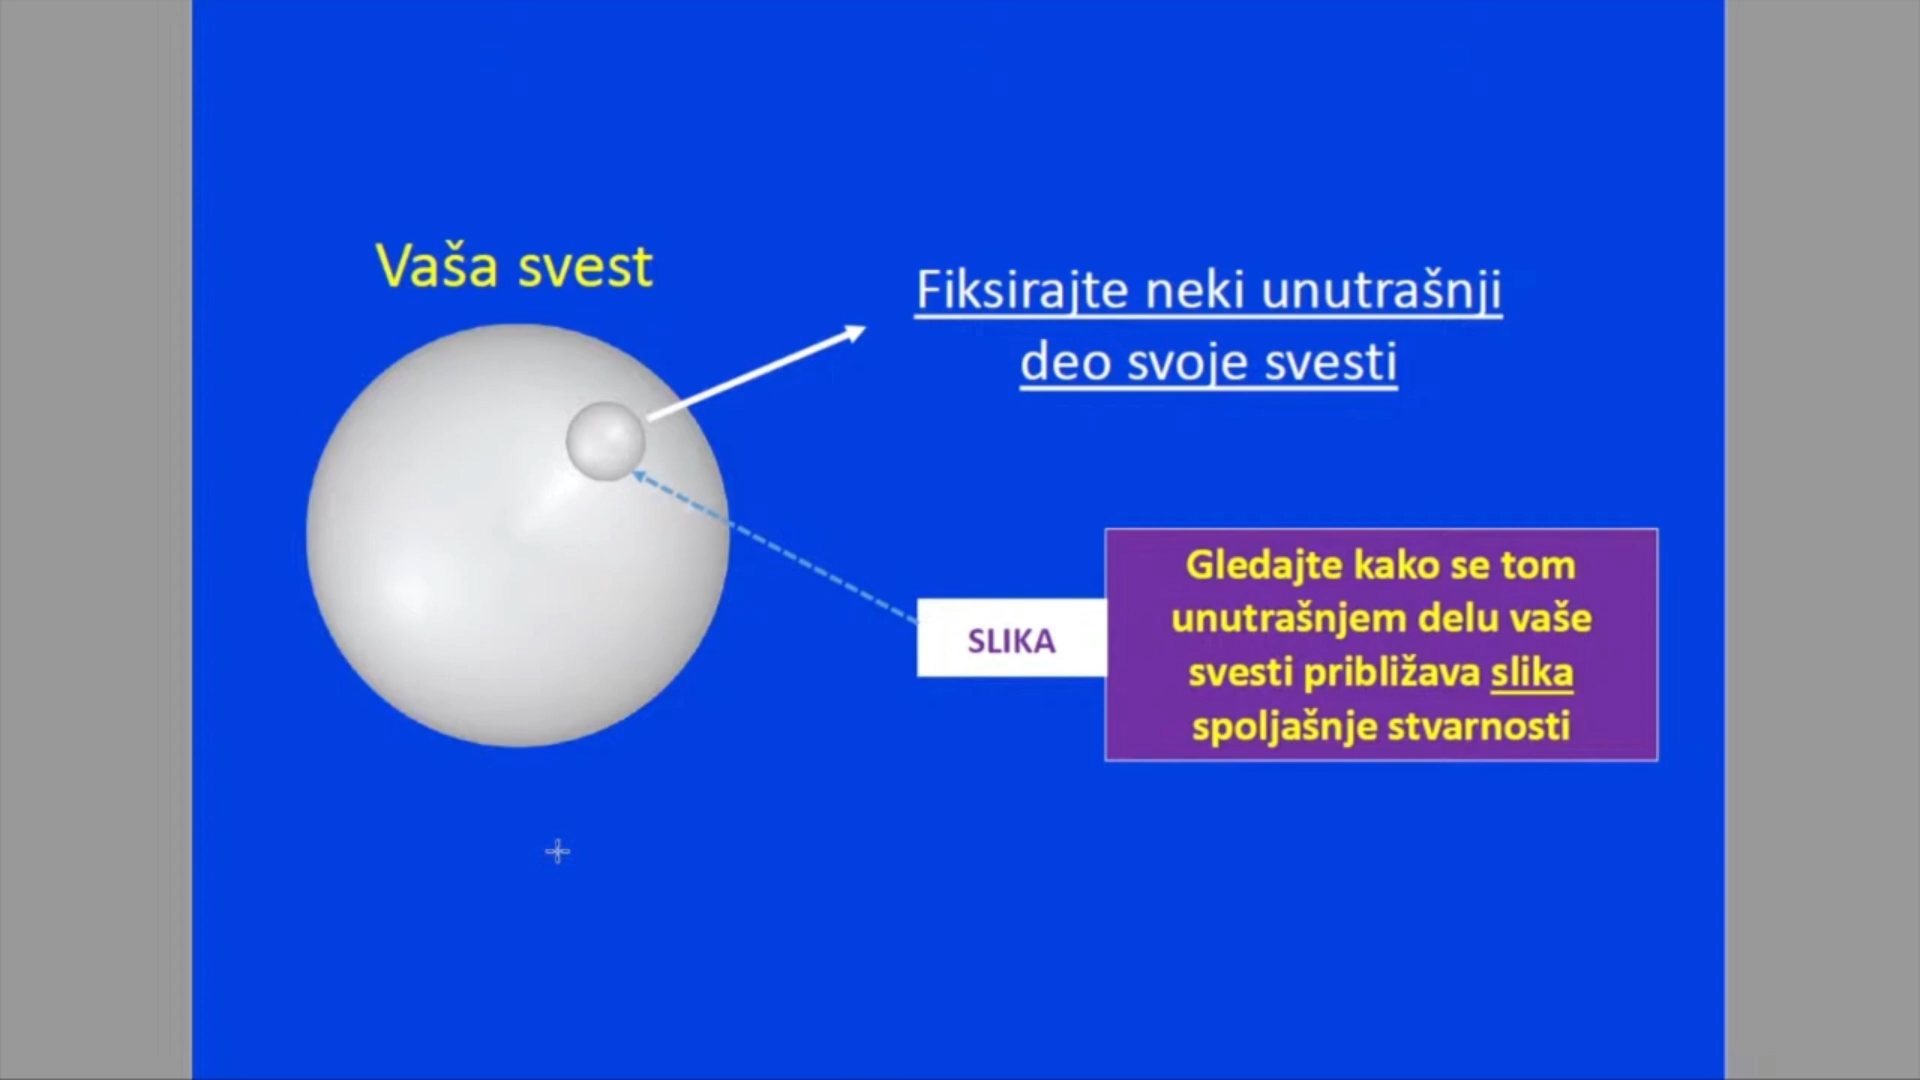 Vaša svest
Fiksirajte neki unutrašnji
deo svoje svesti
SLIKA
Gledajte kako se tom
unutrašnjem delu vaše
svesti približava slika
spoljašnje stvarnosti